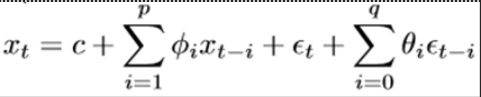 x_t = c + \sum_{i=1}^{p} \phi_i x_{t-i} + \epsilon_t + \sum_{i=0}^{q} \theta_i \epsilon_{t-i}